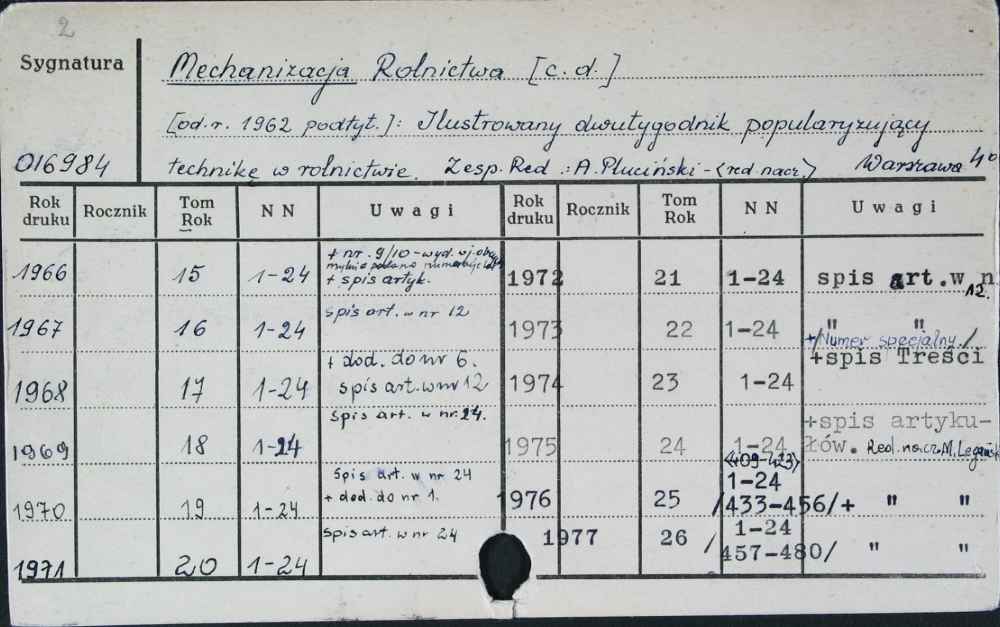 2
Sygnatura
Mechanizacja Rolnictwa [c.d.]
[od.r. 1962 podtyt.]: Ilustrowany dwutygodnik popularyzujący
016984
technikę w rolnictwie. Zesp. Red.: A. Pluciński - <red. nacz.> Warszawa 4°
Rok druku Rocznik Tom Rok NN Uwagi Rok druku Rocznik Tom Rok NN Uwagi
1966 15 1-24 + nr. 9/10 - wyd. w j. obcym
mylnie podano
+ spis artyk.
1972 21 1-24 spis art. w n 12.
1967 16 1-24 spis art. w nr 12
1973 22 1-24 " "
+/Numer specjalny/
1968 17 1-24 + dod. do nr 6.
spis art. w nr 12
1974 23 1-24 +spis Treści
1969 18 1-24 spis art. w nr. 24.
1975 24 1-24 <409-423> +spis artyku-
łów. Red. nacz. M.
1970 19 1-24 spis art. w nr 24
+ dod. do nr 1.
1976 25 1-24
/433-456/+ " "
1971 20 1-24 spis art. w nr 24
1977 26 1-24
/457-480/ " "